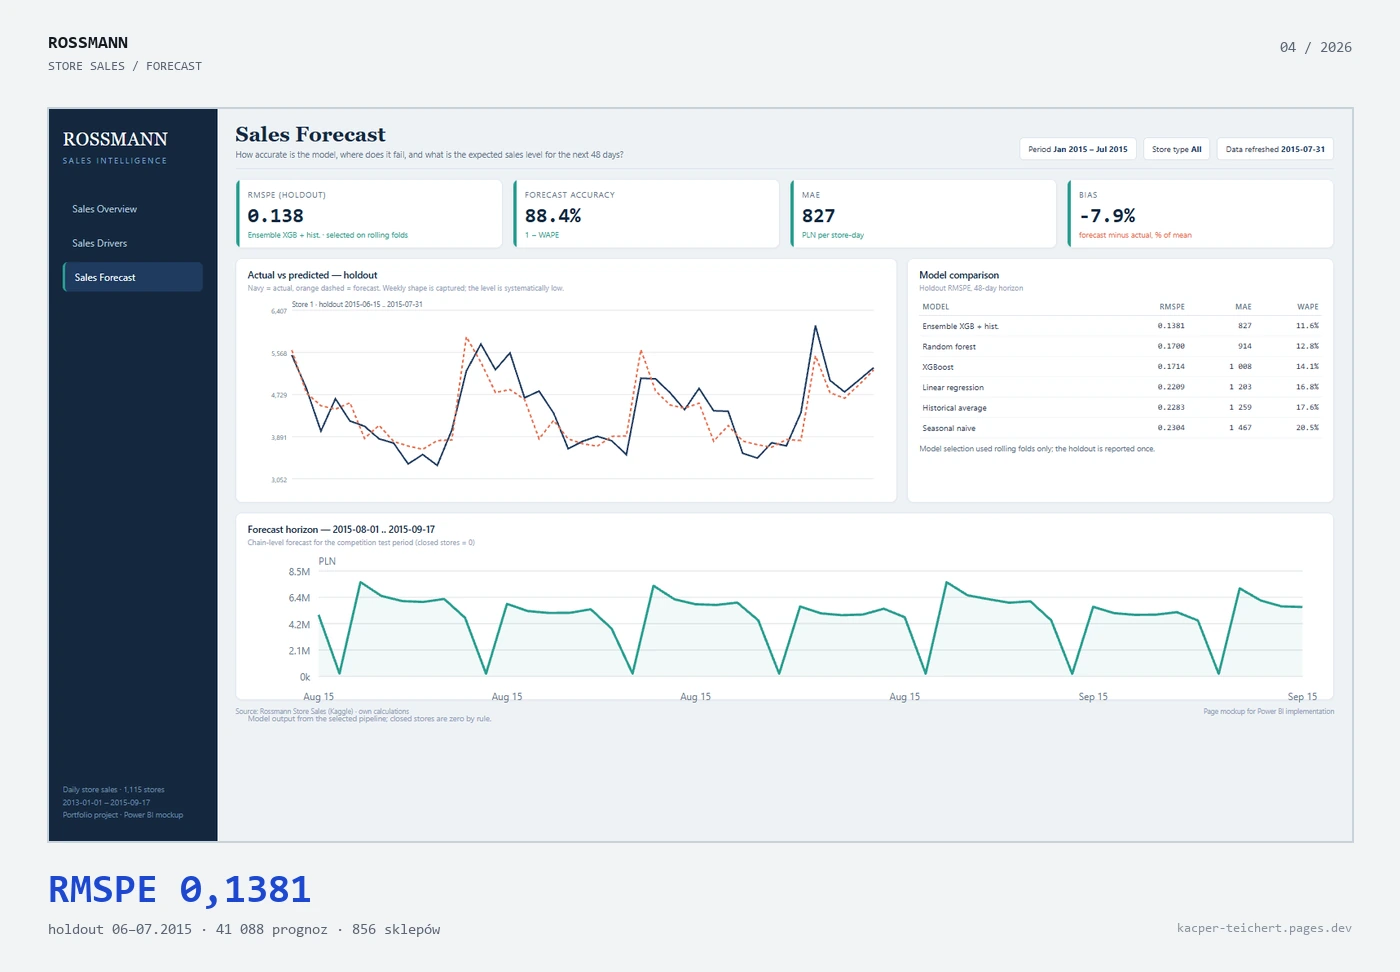 ROSSMANN
STORE SALES / FORECAST
04 / 2026
ROSSMANN
SALES INTELLIGENCE
Sales Overview
Sales Drivers
Sales Forecast
Daily store sales · 1,115 stores
2013-01-01 – 2015-09-17
Portfolio project · Power BI mockup
Sales Forecast
How accurate is the model, where does it fail, and what is the expected sales level for the next 48 days?
Period Jan 2015 – Jul 2015
Store type All
Data refreshed 2015-07-31
RMSPE (HOLDOUT)
0.138
Ensemble XGB + hist. · selected on rolling folds
FORECAST ACCURACY
88.4%
1 − WAPE
MAE
827
PLN per store-day
BIAS
-7.9%
forecast minus actual, % of mean
Actual vs predicted — holdout
Navy = actual, orange dashed = forecast. Weekly shape is captured; the level is systematically low.
Store 1 · holdout 2015-06-15 .. 2015-07-31
6,407
5,568
4,729
3,891
3,052
Model comparison
Holdout RMSPE, 48-day horizon
MODEL RMSPE MAE WAPE
Ensemble XGB + hist. 0.1381 827 11.6%
Random forest 0.1700 914 12.8%
XGBoost 0.1714 1 008 14.1%
Linear regression 0.2209 1 203 16.8%
Historical average 0.2283 1 259 17.6%
Seasonal naive 0.2304 1 467 20.5%
Model selection used rolling folds only; the holdout is reported once.
Forecast horizon — 2015-08-01 .. 2015-09-17
Chain-level forecast for the competition test period (closed stores = 0)
PLN
8.5M
6.4M
4.2M
2.1M
0k
Aug 15 Aug 15 Aug 15 Aug 15 Sep 15 Sep 15
Source: Rossmann Store Sales (Kaggle) · own calculations
Page mockup for Power BI implementation
Model output from the selected pipeline; closed stores are zero by rule.
RMSPE 0,1381
holdout 06–07.2015 · 41 088 prognoz · 856 sklepów
kacper-teichert.pages.dev